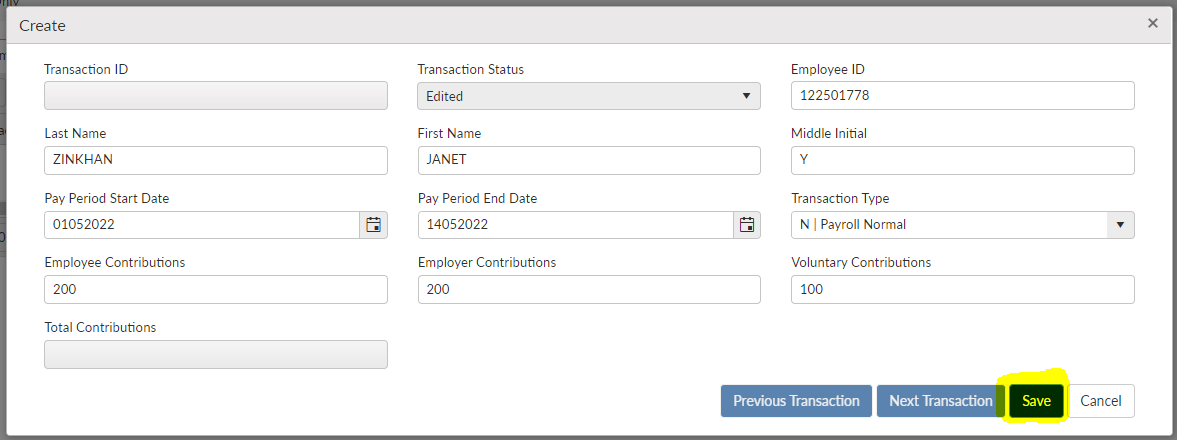 Create
Transaction ID Transaction Status Employee ID
Edited 122501778
Last Name First Name Middle Initial
ZINKHAN JANET Y
Pay Period Start Date Pay Period End Date Transaction Type
01052022 14052022 N | Payroll Normal
Employee Contributions Employer Contributions Voluntary Contributions
200 200 100
Total Contributions
Previous Transaction Next Transaction Save Cancel